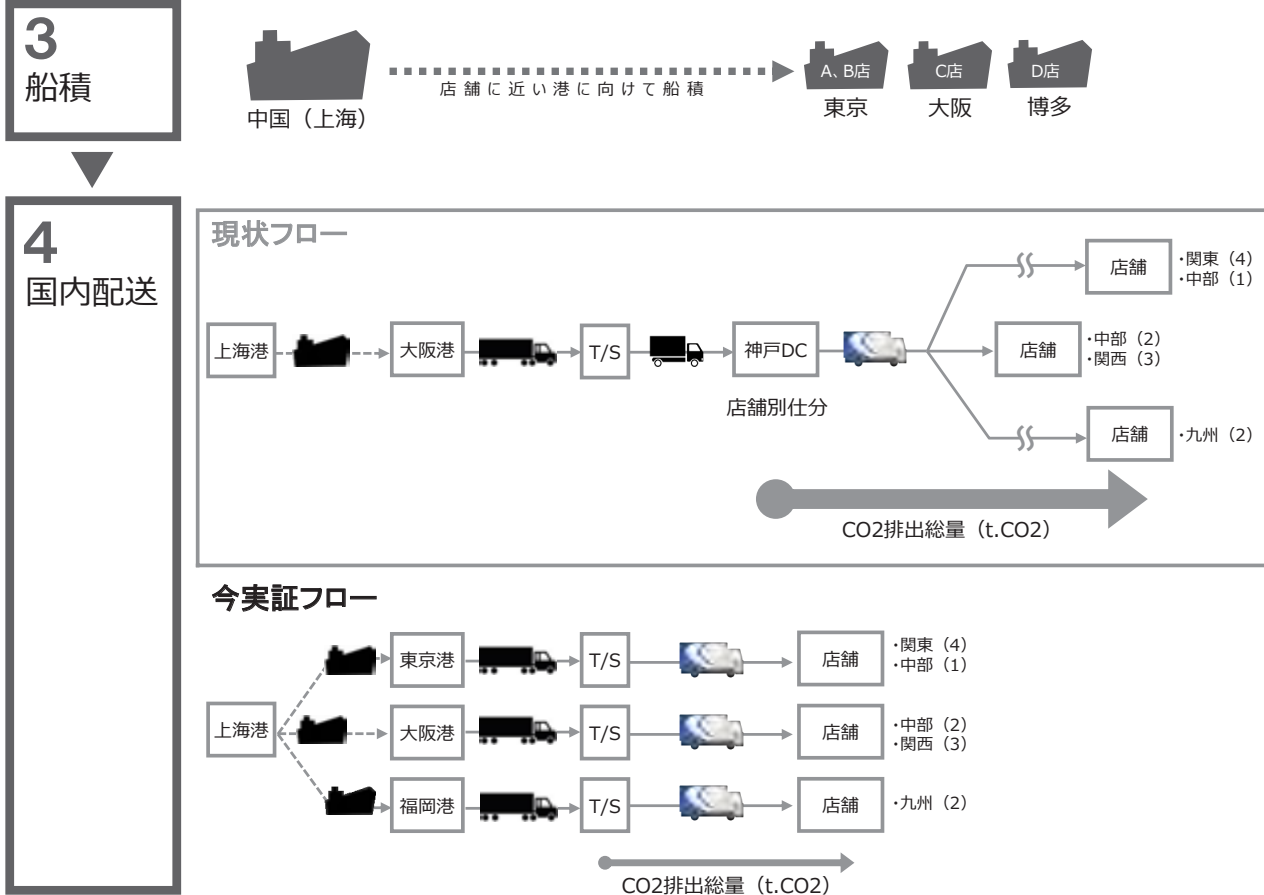 3
船積
中国（上海）
店舗に近い港に向けて船積
A、B店
C店
D店
東京
大阪
博多
4
国内配送
現状フロー
上海港
大阪港
T/S
神戸DC
店舗別仕分
店舗
・関東（4）
・中部（1）
店舗
・中部（2）
・関西（3）
店舗
・九州（2）
CO2排出総量（t.CO2）
今実証フロー
上海港
東京港
T/S
店舗
・関東（4）
・中部（1）
大阪港
T/S
店舗
・中部（2）
・関西（3）
福岡港
T/S
店舗
・九州（2）
CO2排出総量（t.CO2）